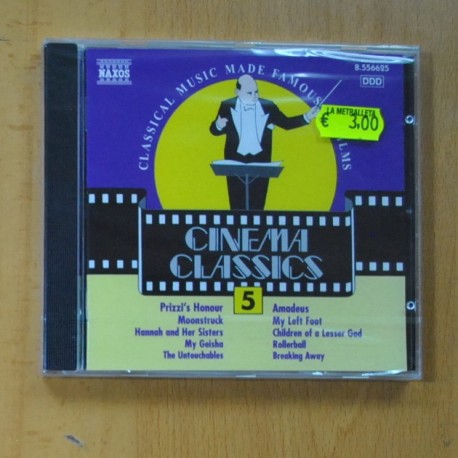 NAXOS
8.556625
DDD
CLASSICAL MUSIC MADE FAMOUS
FILMS
LA METRALLETA
€ 3,00
CINEMA
CLASSICS
5
Prizzi's Honour
Moonstruck
Hannah and Her Sisters
My Geisha
The Untouchables
Amadeus
My Left Foot
Children of a Lesser God
Rollerball
Breaking Away